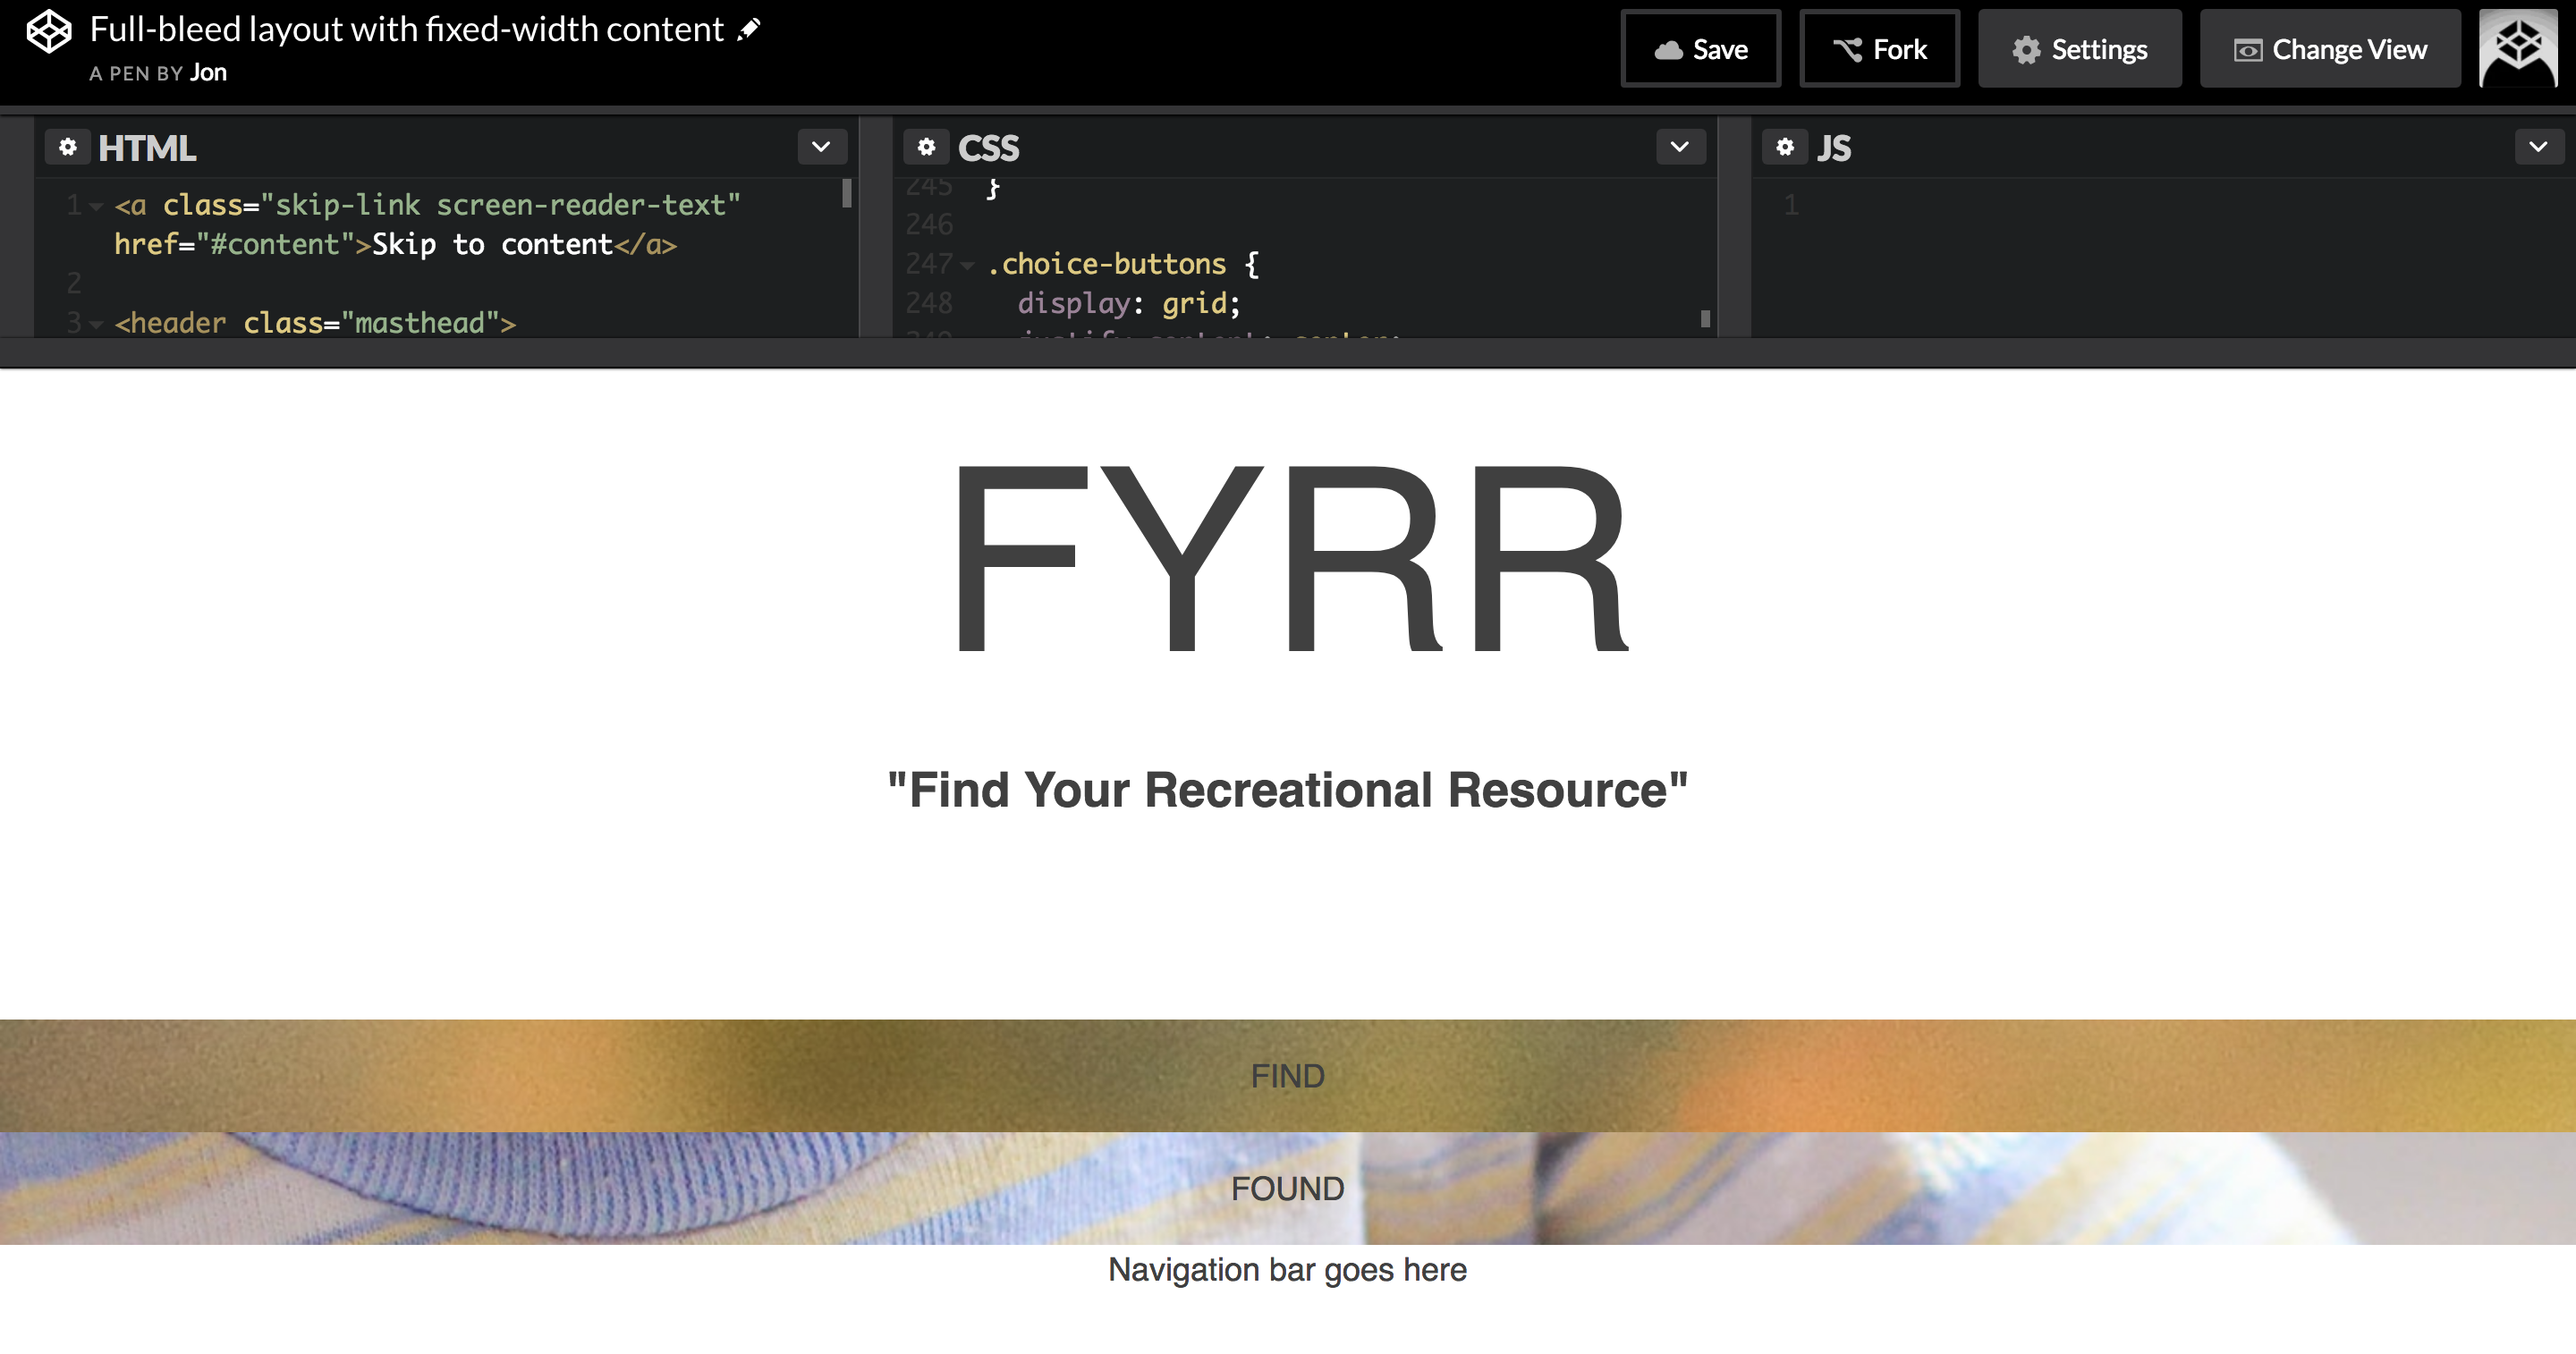 Full-bleed layout with fixed-width content
A PEN BY Jon
Save
Fork
Settings
Change View
HTML
CSS
JS
1 <a class="skip-link screen-reader-text"
href="#content">Skip to content</a>
2
3 <header class="masthead">
245 }
246
247 .choice-buttons {
248 display: grid;
1
FYRR
"Find Your Recreational Resource"
FIND
FOUND
Navigation bar goes here